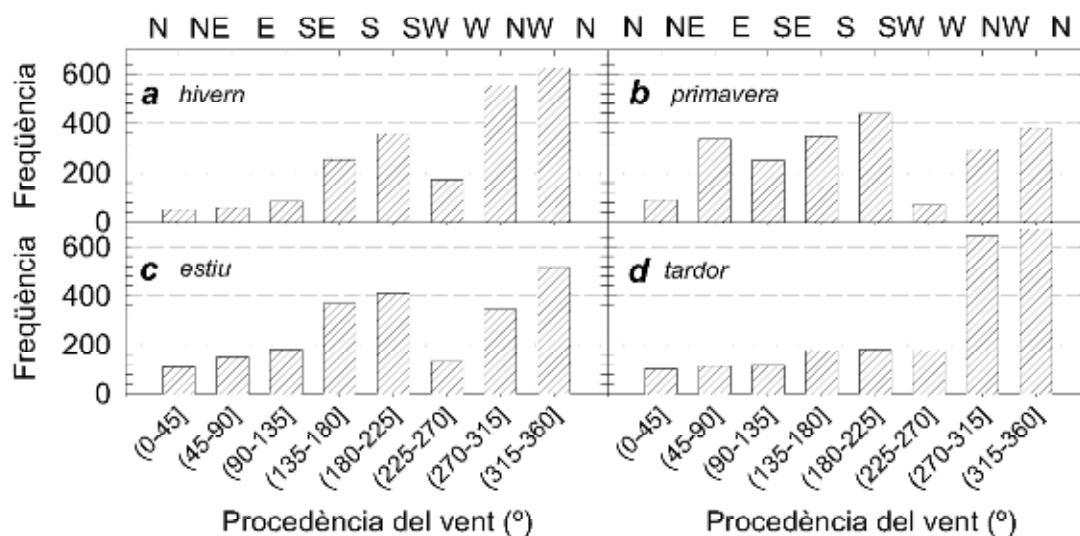 N NE E SE S SW W NW N N NE E SE S SW W NW N
Freqüència
600
400
200
0
a hivern
b primavera
Freqüència
600
400
200
0
c estiu
d tardor
(0-45] (45-90] (90-135] (135-180] (180-225] (225-270] (270-315] (315-360] (0-45] (45-90] (90-135] (135-180] (180-225] (225-270] (270-315] (315-360]
Procedència del vent (º) Procedència del vent (º)